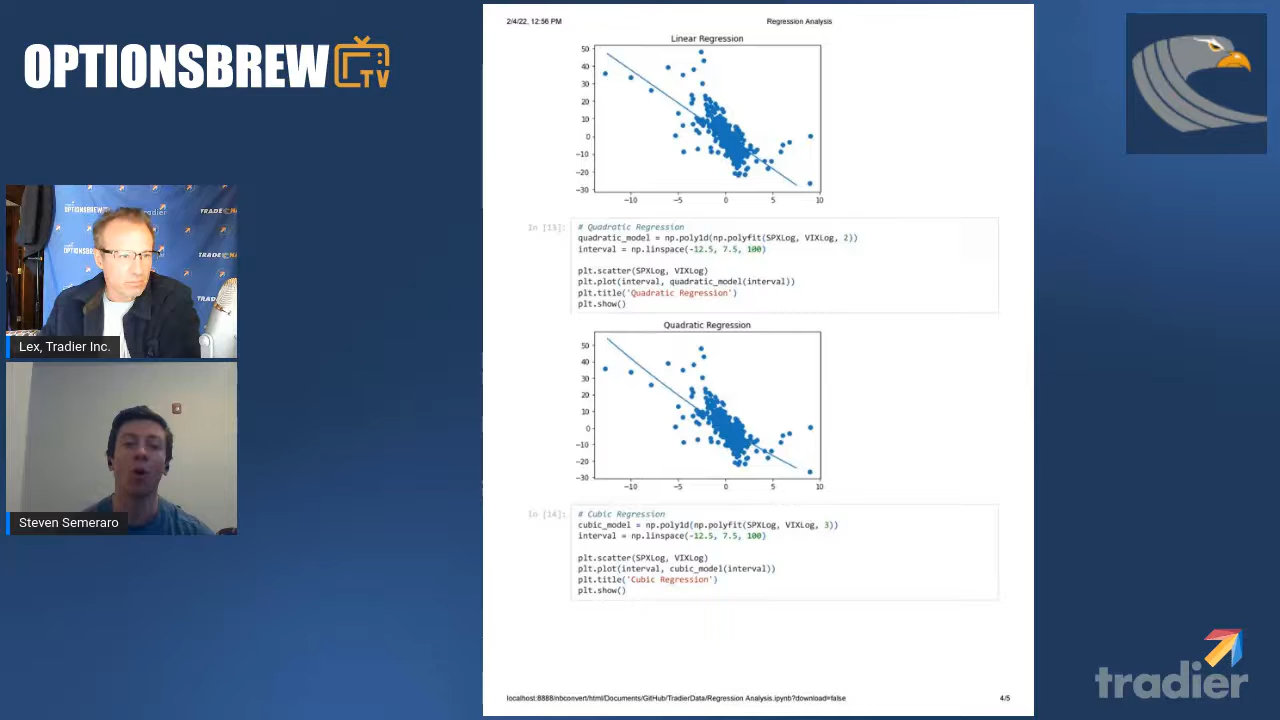 OPTIONSBREW TV
2/4/22, 12:56 PM
Regression Analysis
Linear Regression
50
40
30
20
10
0
−10
−20
−30
−10
−5
0
5
10
In [13]:
# Quadratic Regression
quadratic_model = np.poly1d(np.polyfit(SPXLog, VIXLog, 2))
interval = np.linspace(-12.5, 7.5, 100)
plt.scatter(SPXLog, VIXLog)
plt.plot(interval, quadratic_model(interval))
plt.title('Quadratic Regression')
plt.show()
Quadratic Regression
50
40
30
20
10
0
−10
−20
−30
−10
−5
0
5
10
In [14]:
# Cubic Regression
cubic_model = np.poly1d(np.polyfit(SPXLog, VIXLog, 3))
interval = np.linspace(-12.5, 7.5, 100)
plt.scatter(SPXLog, VIXLog)
plt.plot(interval, cubic_model(interval))
plt.title('Cubic Regression')
plt.show()
localhost:8888/nbconvert/html/Documents/GitHub/TradierData/Regression Analysis.ipynb?download=false
4/5
Lex, Tradier Inc.
Steven Semeraro
tradier